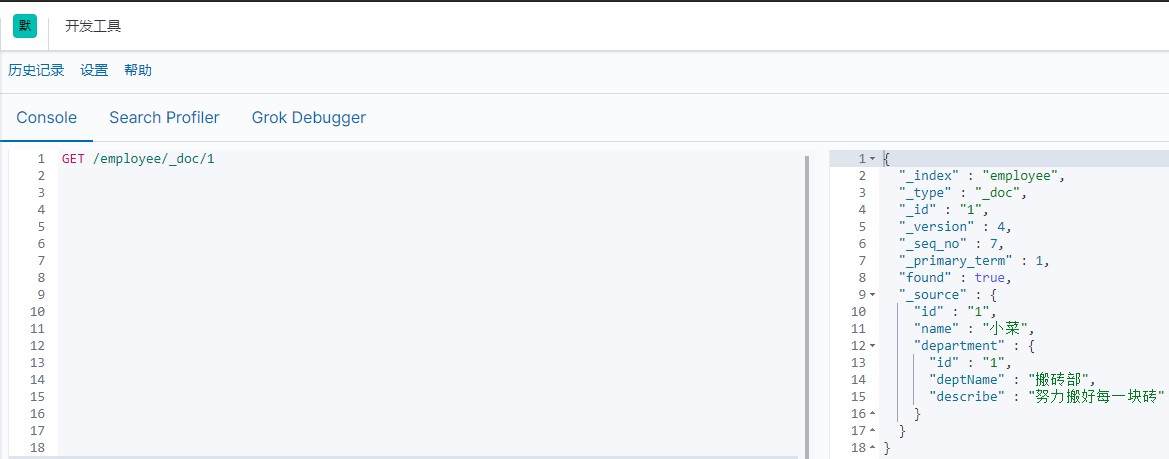 默 开发工具
历史记录 设置 帮助
Console Search Profiler Grok Debugger
1 GET /employee/_doc/1
2
3
4
5
6
7
8
9
10
11
12
13
14
15
16
17
18
1 {
2 "_index" : "employee",
3 "_type" : "_doc",
4 "_id" : "1",
5 "_version" : 4,
6 "_seq_no" : 7,
7 "_primary_term" : 1,
8 "found" : true,
9 "_source" : {
10 "id" : "1",
11 "name" : "小菜",
12 "department" : {
13 "id" : "1",
14 "deptName" : "搬砖部",
15 "describe" : "努力搬好每一块砖"
16 }
17 }
18 }